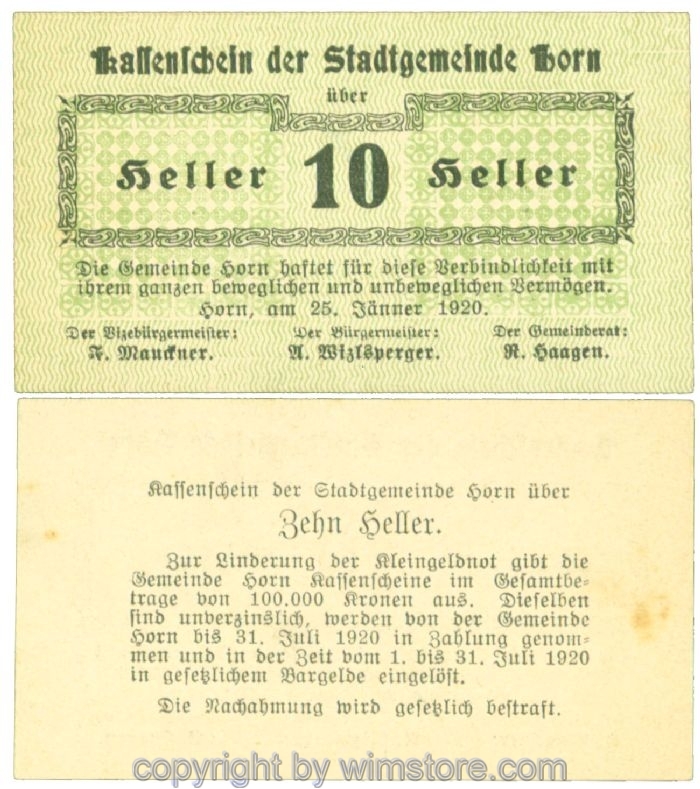 Kassenschein der Stadtgemeinde Horn
über
Heller 10 Heller
Die Gemeinde Horn haftet für diese Verbindlichkeit mit
ihrem ganzen beweglichen und unbeweglichen Vermögen.
Horn, am 25. Jänner 1920.
Der Vizebürgermeister: Der Bürgermeister: Der Gemeinderat:
F. Mauckner. A. Wizlsperger. R. Haagen.
Kassenschein der Stadtgemeinde Horn über
Zehn Heller.
Zur Linderung der Kleingeldnot gibt die
Gemeinde Horn Kassenscheine im Gesamtbe-
trage von 100.000 Kronen aus. Dieselben
sind unverzinslich, werden von der Gemeinde
Horn bis 31. Juli 1920 in Zahlung genom-
men und in der Zeit vom 1. bis 31. Juli 1920
in gesetzlichem Bargelde eingelöst.
Die Nachahmung wird gesetzlich bestraft.
copyright by wimstore.com